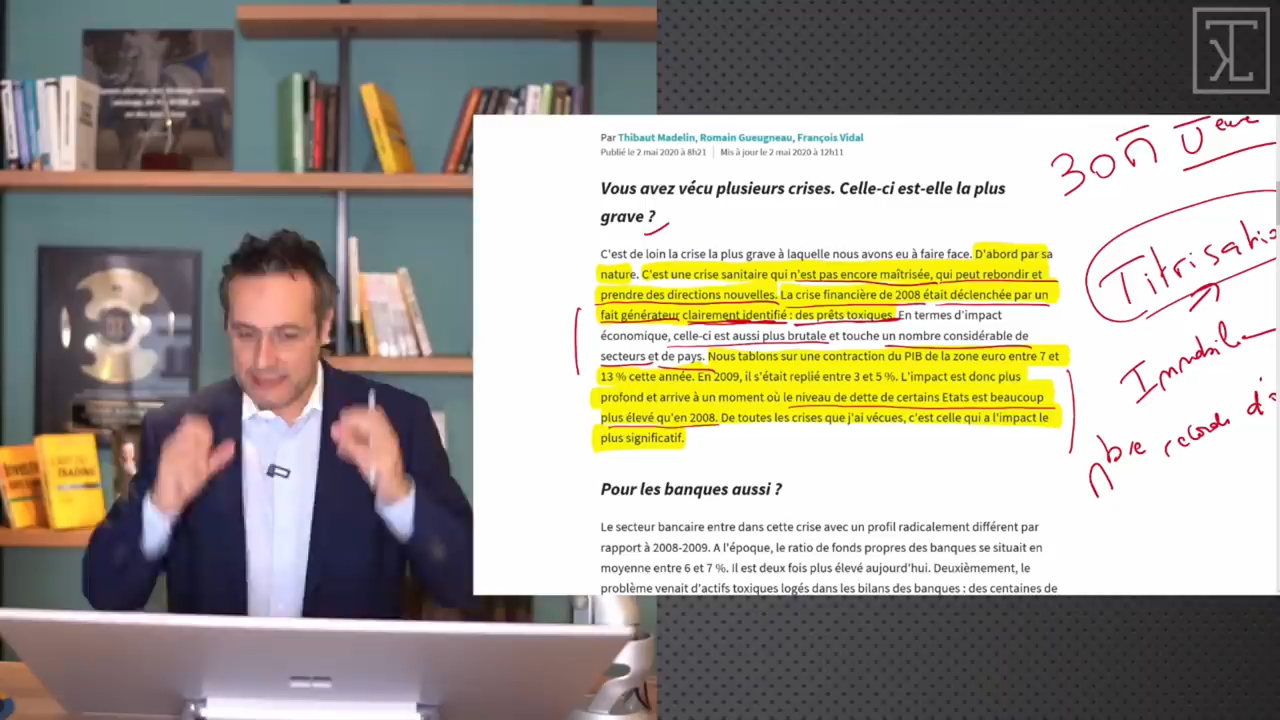 Par Thibaut Madelin, Romain Gueugneau, François Vidal
Publié le 2 mai 2020 à 8h21 | Mis à jour le 2 mai 2020 à 12h11
Vous avez vécu plusieurs crises. Celle-ci est-elle la plus
grave ?
C'est de loin la crise la plus grave à laquelle nous avons eu à faire face. D'abord par sa
nature. C'est une crise sanitaire qui n'est pas encore maîtrisée, qui peut rebondir et
prendre des directions nouvelles. La crise financière de 2008 était déclenchée par un
fait générateur clairement identifié : des prêts toxiques. En termes d'impact
économique, celle-ci est aussi plus brutale et touche un nombre considérable de
secteurs et de pays. Nous tablons sur une contraction du PIB de la zone euro entre 7 et
13 % cette année. En 2009, il s'était replié entre 3 et 5 %. L'impact est donc plus
profond et arrive à un moment où le niveau de dette de certains Etats est beaucoup
plus élevé qu'en 2008. De toutes les crises que j'ai vécues, c'est celle qui a l'impact le
plus significatif.
Pour les banques aussi ?
Le secteur bancaire entre dans cette crise avec un profil radicalement différent par
rapport à 2008-2009. A l'époque, le ratio de fonds propres des banques se situait en
moyenne entre 6 et 7 %. Il est deux fois plus élevé aujourd'hui. Deuxièmement, le
problème venait d'actifs toxiques logés dans les bilans des banques : des centaines de
Titrisatio
Immobilie
nbre records d'
TRADING